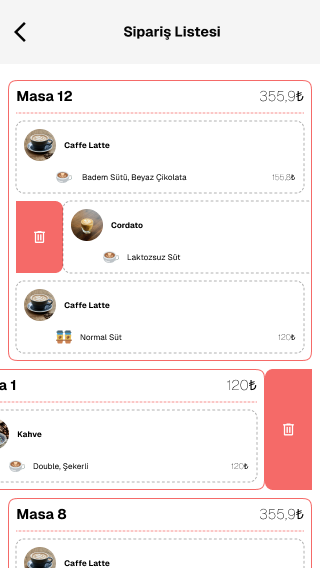 Sipariş Listesi
Masa 12 355,9₺
Caffe Latte
Badem Sütü, Beyaz Çikolata 155,8₺
Cordato
Laktozsuz Süt
Caffe Latte
Normal Süt 120₺
a 1 120₺
Kahve
Double, Şekerli 120₺
Masa 8 355,9₺
Caffe Latte